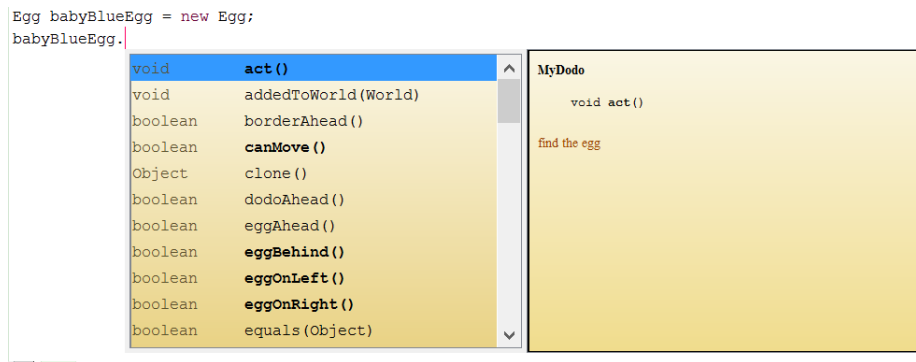 Egg babyBlueEgg = new Egg;
babyBlueEgg.
void act()
void addedToWorld(World)
boolean borderAhead()
boolean canMove()
Object clone()
boolean dodoAhead()
boolean eggAhead()
boolean eggBehind()
boolean eggOnLeft()
boolean eggOnRight()
boolean equals(Object)
MyDodo
void act()
find the egg